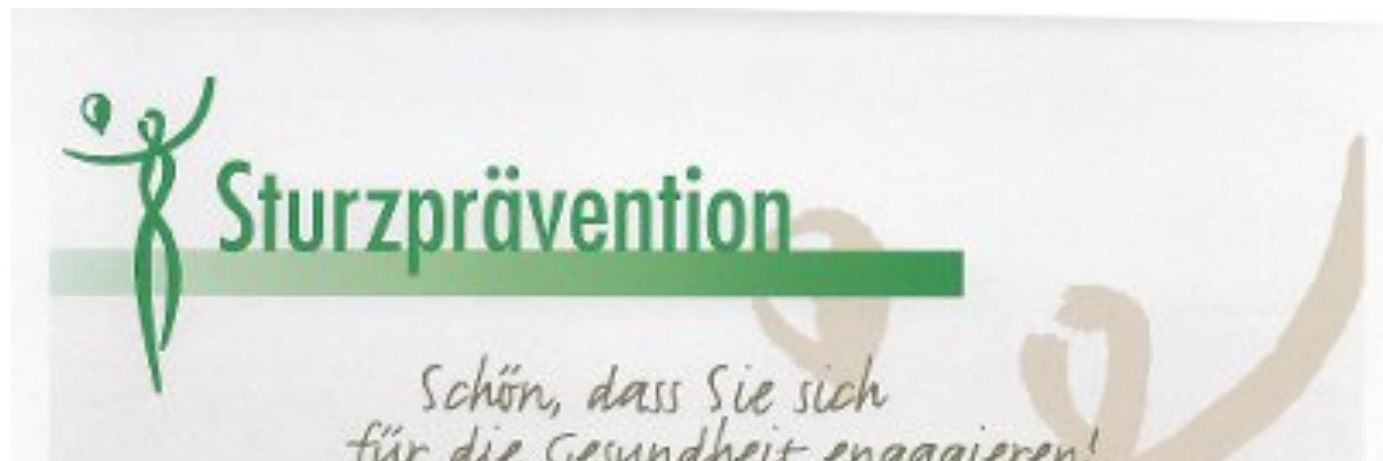 Sturzprävention
Schön, dass Sie sich
für die Gesundheit engagieren!